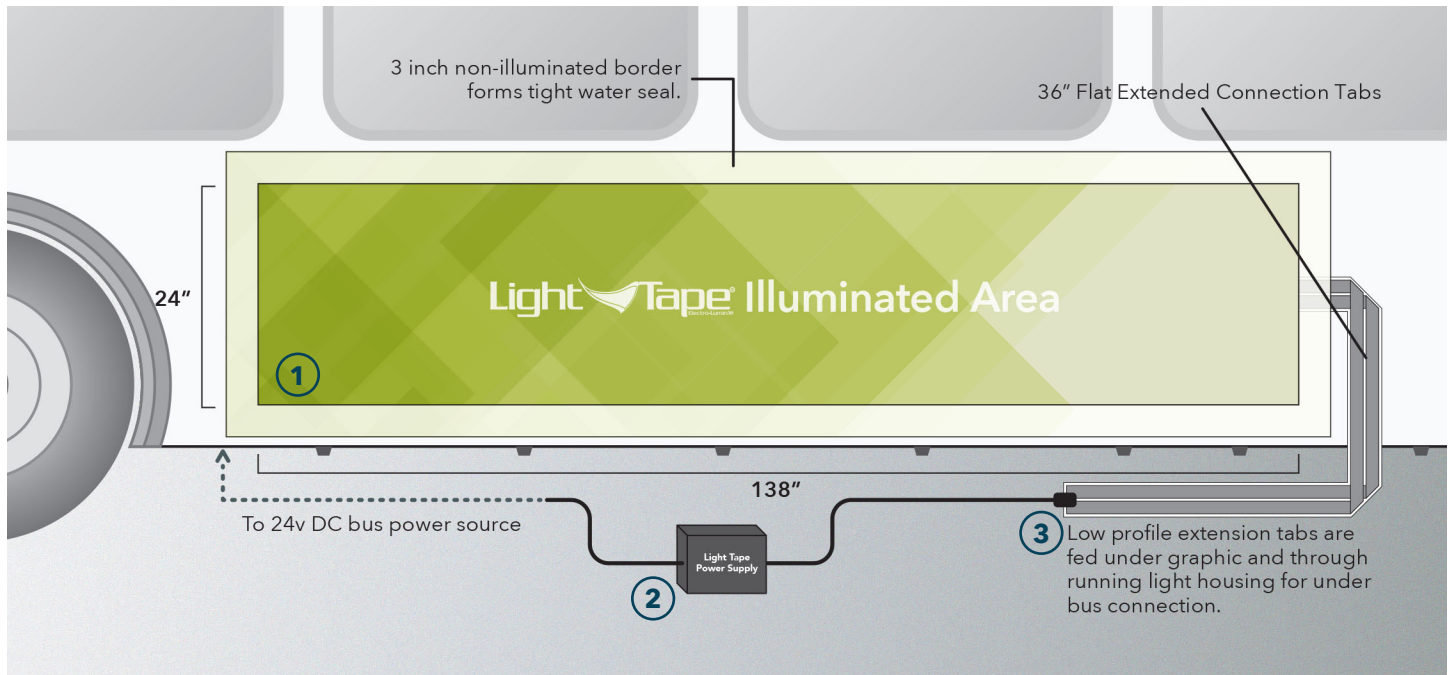 3 inch non-illuminated border
forms tight water seal.
36” Flat Extended Connection Tabs
24”
Light Tape® Illuminated Area
1
138”
To 24v DC bus power source
Light Tape
Power Supply
2
3
Low profile extension tabs are
fed under graphic and through
running light housing for under
bus connection.